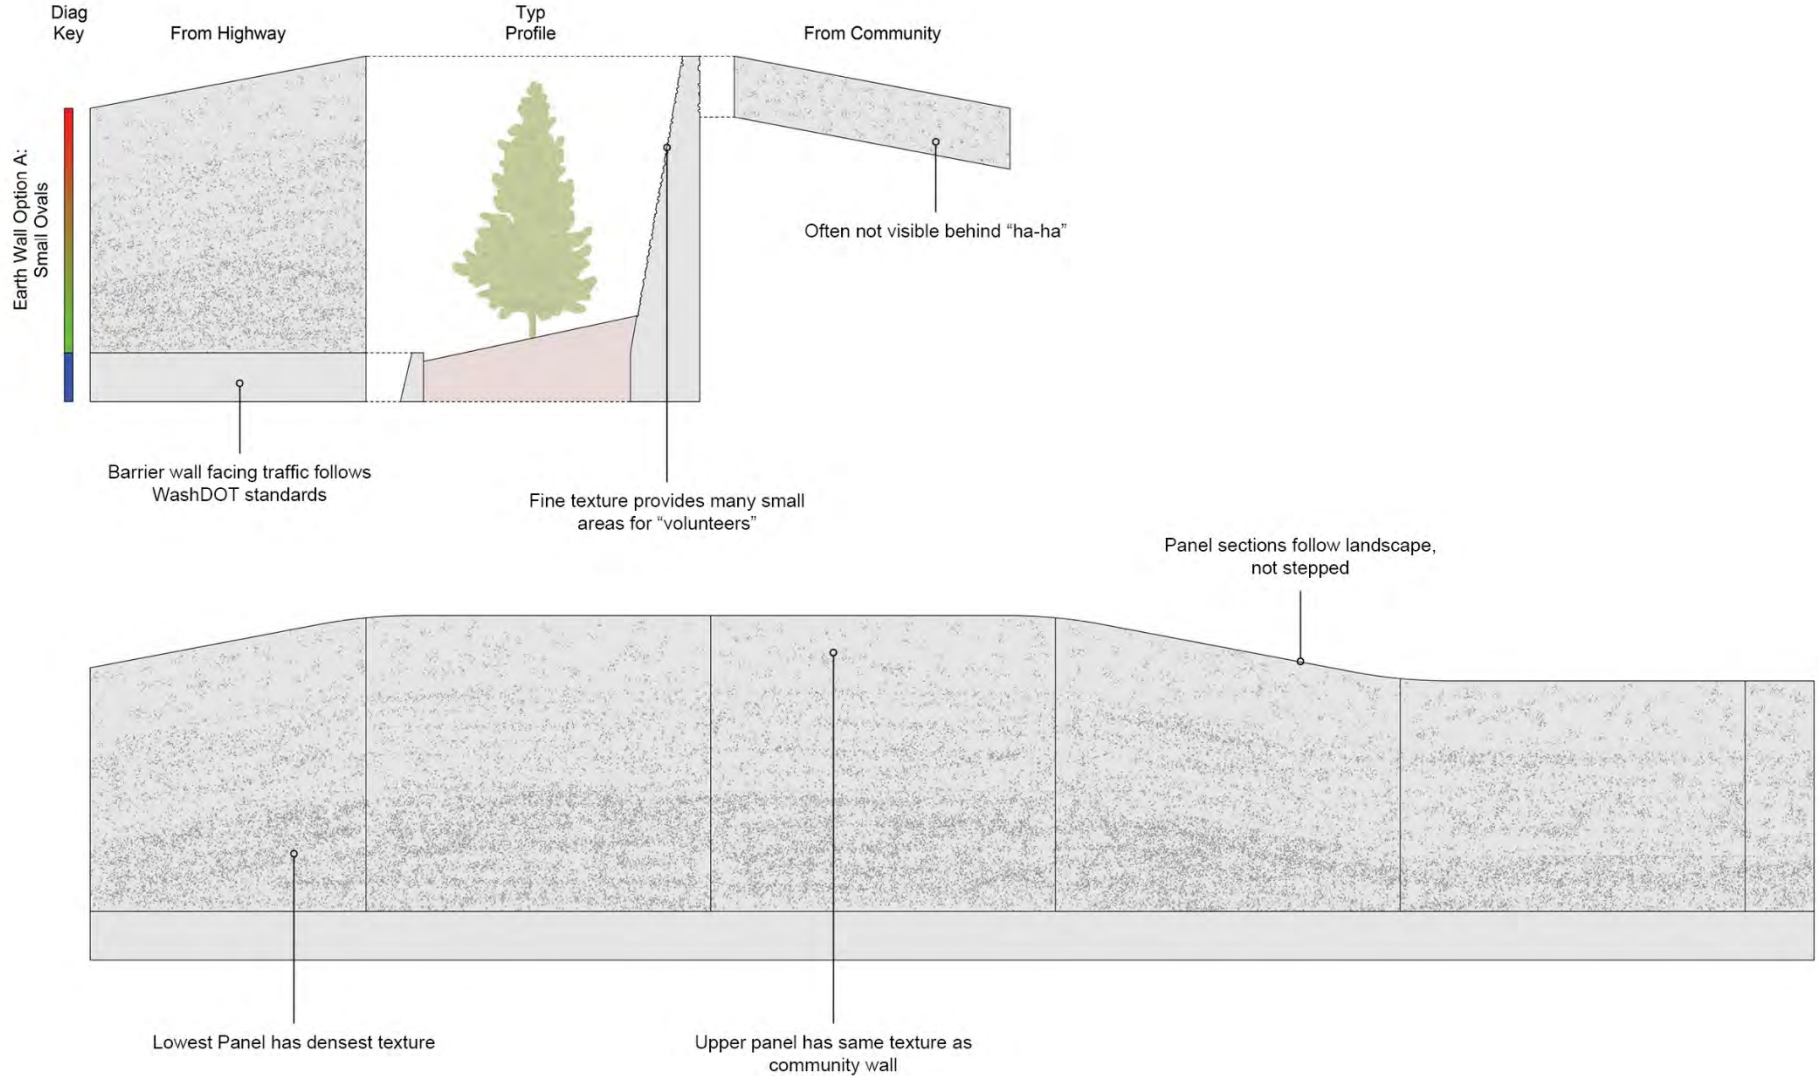 Diag
Key
From Highway
Typ
Profile
From Community
Earth Wall Option A:
Small Ovals
Often not visible behind “ha-ha”
Barrier wall facing traffic follows
WashDOT standards
Fine texture provides many small
areas for “volunteers”
Panel sections follow landscape,
not stepped
Lowest Panel has densest texture
Upper panel has same texture as
community wall